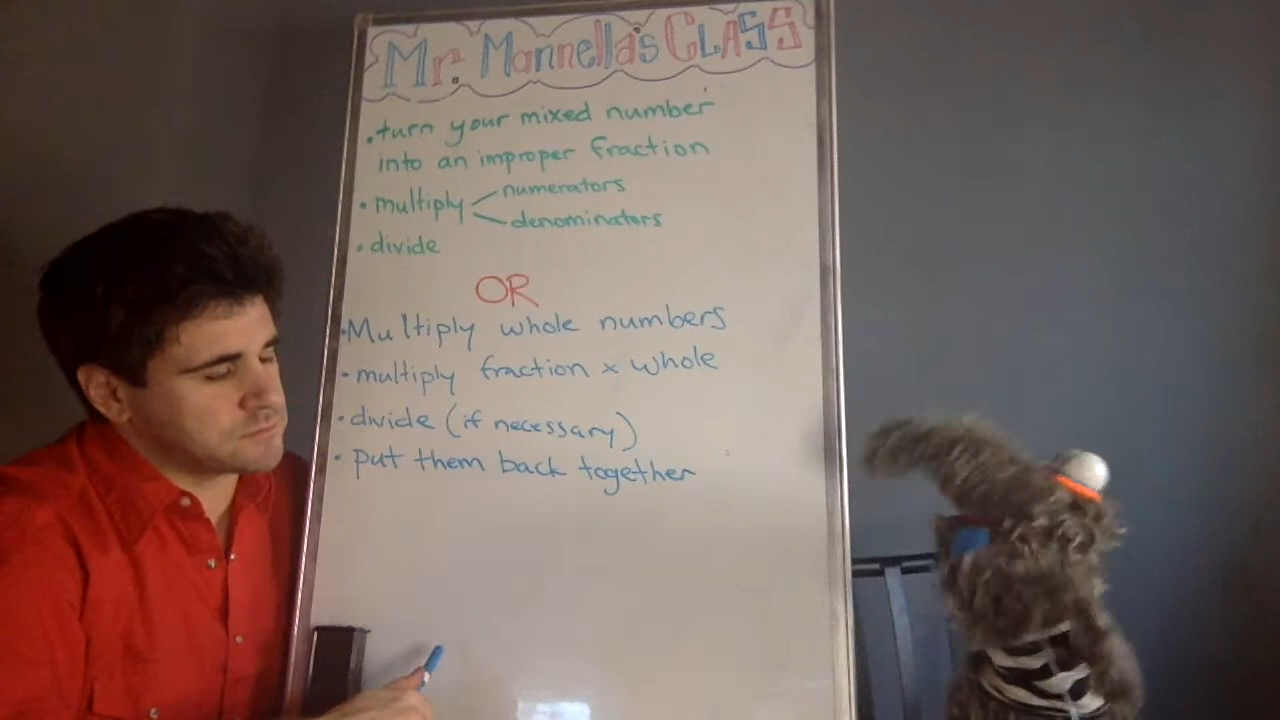 Mr. Mannella's CLASS
• turn your mixed number
into an improper fraction
• multiply < numerators
denominators
• divide
OR
• Multiply whole numbers
• multiply fraction x whole
• divide (if necessary)
• put them back together